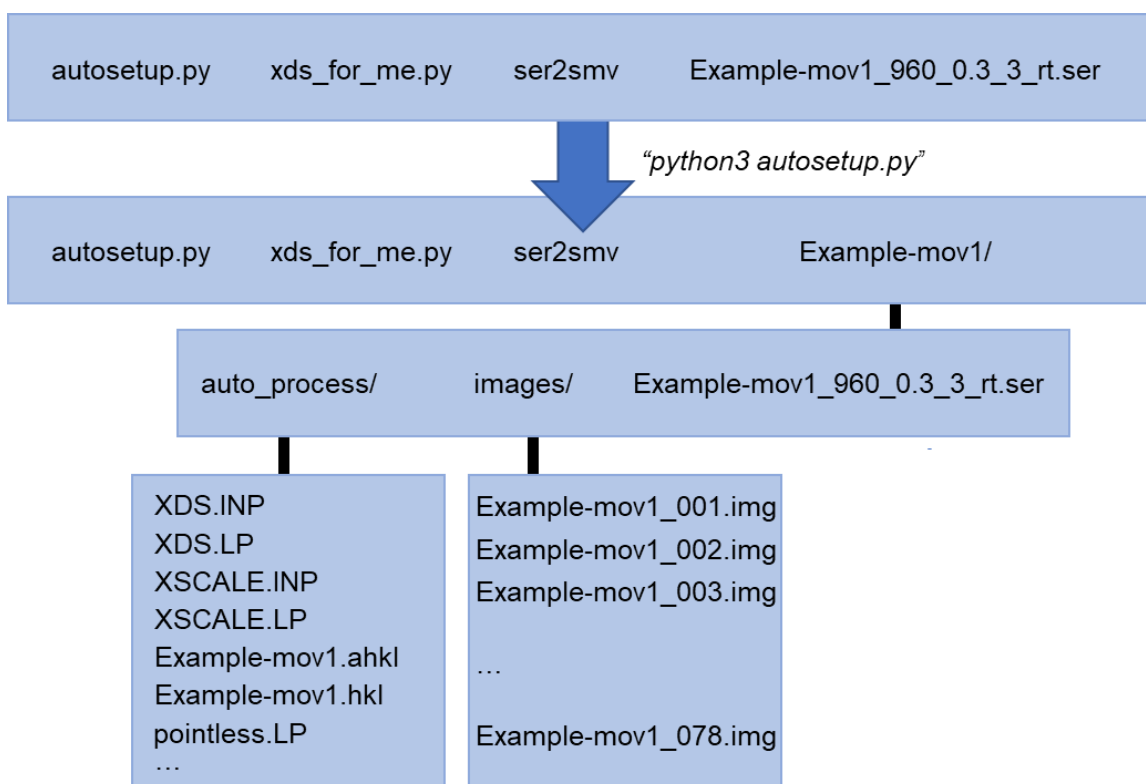 autosetup.py xds_for_me.py ser2smv Example-mov1_960_0.3_3_rt.ser
“python3 autosetup.py”
autosetup.py xds_for_me.py ser2smv Example-mov1/
auto_process/ images/ Example-mov1_960_0.3_3_rt.ser
XDS.INP
XDS.LP
XSCALE.INP
XSCALE.LP
Example-mov1.ahkl
Example-mov1.hkl
pointless.LP
…
Example-mov1_001.img
Example-mov1_002.img
Example-mov1_003.img
…
Example-mov1_078.img